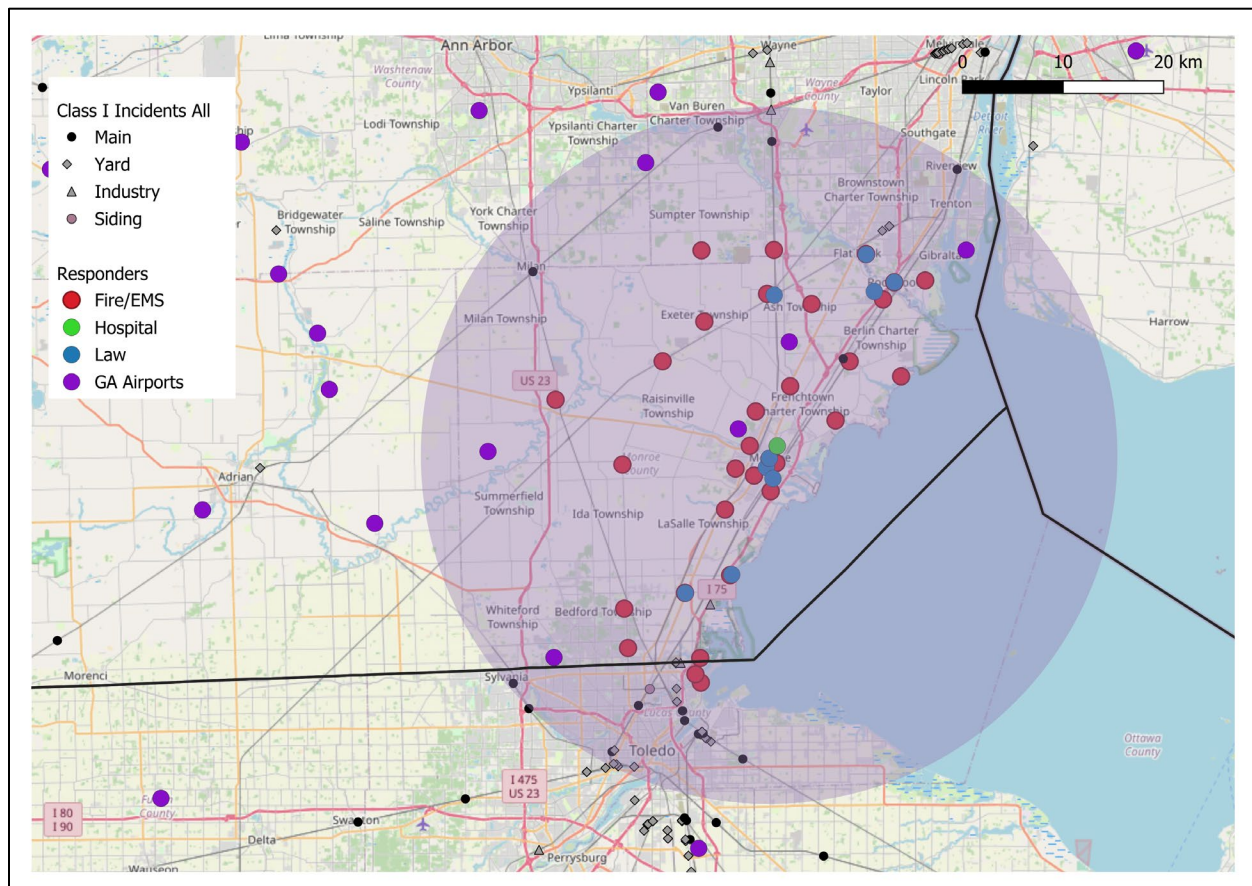 Lima Township
Ann Arbor
Wayne
Melvindale
0 10 20 km
Washtenaw
County
Wayne
County
Taylor
Lincoln Park
Ypsilanti
Van Buren
Charter Township
Class I Incidents All
Main
Yard
Industry
Siding
Lodi Township
Ypsilanti Charter
Township
Southgate
Detroit
River
Riverview
Bridgewater
Township
Saline Township
York Charter
Township
Sumpter Township
Brownstown
Charter
Township
Trenton
Responders
Fire/EMS
Hospital
Law
GA Airports
Milan
Flat
Gibraltar
Milan Township
Exeter Township
Ash Township
Berlin Charter
Township
Harrow
US 23
Raisinville
Township
Frenchtown
Charter Township
Monroe
County
Adrian
Summerfield
Township
Ida Township
LaSalle Township
I 75
Whiteford
Township
Bedford Township
Morenci
Sylvania
Lucas County
Toledo
Ottawa
County
I 475
US 23
County
I 80
I 90
Swanton
Delta
Perrysburg
Wauseon